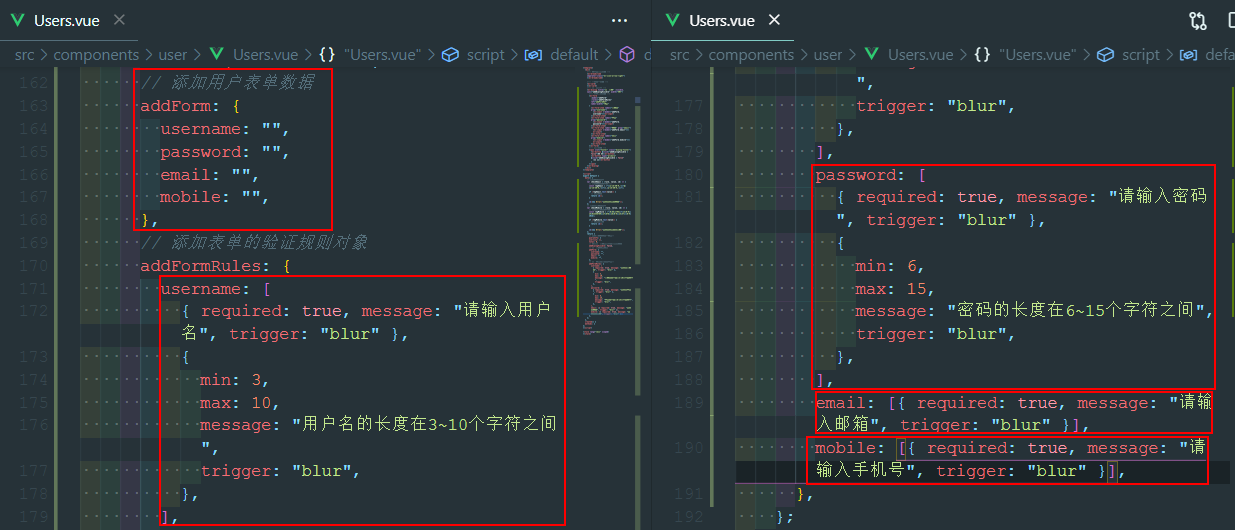 Users.vue
src > components > user > Users.vue > {} "Users.vue" > script > default >
162 // 添加用户表单数据
163 addForm: {
164 username: "",
165 password: "",
166 email: "",
167 mobile: "",
168 },
169 // 添加表单的验证规则对象
170 addFormRules: {
171 username: [
172 { required: true, message: "请输入用户
名", trigger: "blur" },
173 {
174 min: 3,
175 max: 10,
176 message: "用户名的长度在3~10个字符之间
",
177 trigger: "blur",
178 },
179 ],
Users.vue
src > components > user > Users.vue > {} "Users.vue" > script > defa
",
177 trigger: "blur",
178 },
179 ],
180 password: [
181 { required: true, message: "请输入密码
", trigger: "blur" },
182 {
183 min: 6,
184 max: 15,
185 message: "密码的长度在6~15个字符之间",
186 trigger: "blur",
187 },
188 ],
189 email: [{ required: true, message: "请输
入邮箱", trigger: "blur" }],
190 mobile: [{ required: true, message: "请
输入手机号", trigger: "blur" }],
191 },
192 };